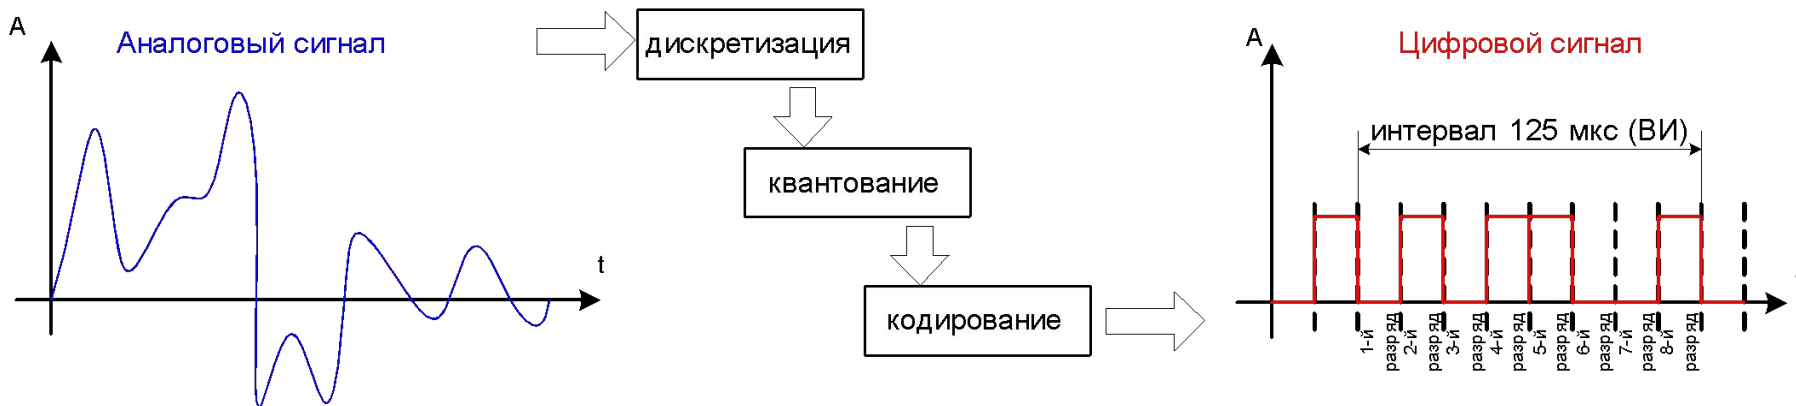 A
Аналоговый сигнал
t
дискретизация
квантование
кодирование
A
Цифровой сигнал
интервал 125 мкс (ВИ)
1-й
разряд
2-й
разряд
3-й
разряд
4-й
разряд
5-й
разряд
6-й
разряд
7-й
разряд
8-й
разряд